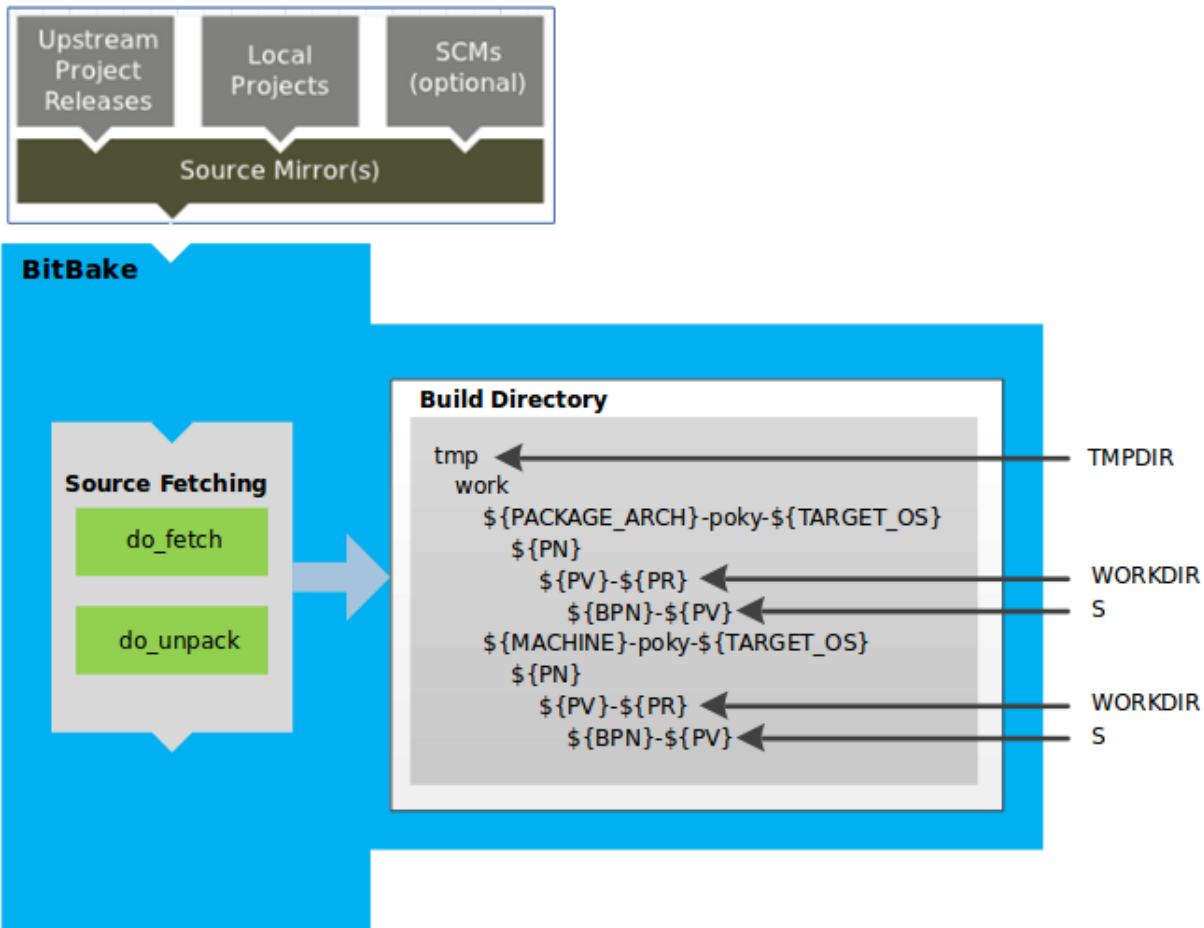 Upstream
Project
Releases
Local
Projects
SCMs
(optional)
Source Mirror(s)
BitBake
Source Fetching
do_fetch
do_unpack
Build Directory
tmp
work
${PACKAGE_ARCH}-poky-${TARGET_OS}
${PN}
${PV}-${PR}
${BPN}-${PV}
${MACHINE}-poky-${TARGET_OS}
${PN}
${PV}-${PR}
${BPN}-${PV}
TMPDIR
WORKDIR
S
WORKDIR
S